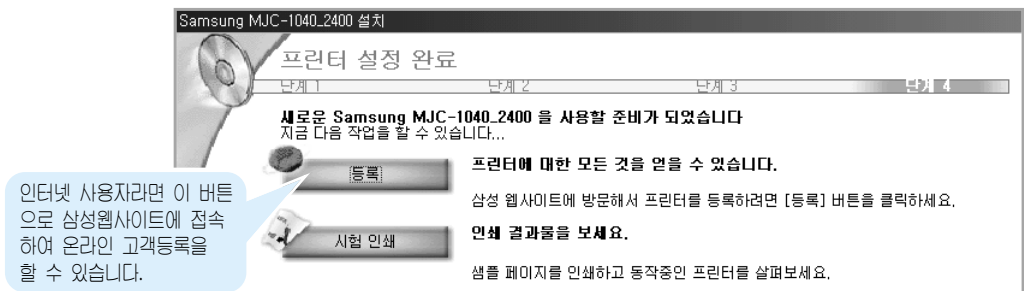 Samsung MJC-1040_2400 설치
프린터 설정 완료
단계 1 단계 2 단계 3 단계 4
새로운 Samsung MJC-1040_2400 을 사용할 준비가 되었습니다
지금 다음 작업을 할 수 있습니다...
등록
프린터에 대한 모든 것을 얻을 수 있습니다.
삼성 웹사이트에 방문해서 프린터를 등록하려면 [등록] 버튼을 클릭하세요.
인터넷 사용자라면 이 버튼
으로 삼성웹사이트에 접속
하여 온라인 고객등록을
할 수 있습니다.
시험 인쇄
인쇄 결과물을 보세요.
샘플 페이지를 인쇄하고 동작중인 프린터를 살펴보세요.